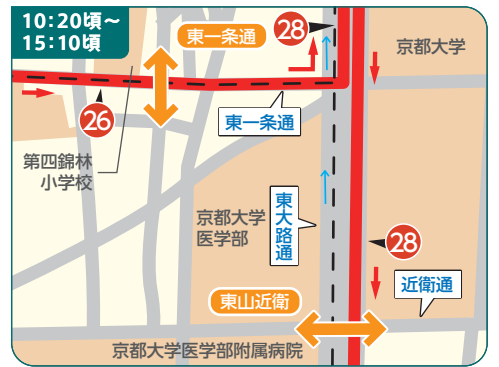 10:20頃〜
15:10頃
東一条通
28
京都大学
26
東一条通
第四錦林
小学校
京都大学
医学部
東大路通
28
近衛通
東山近衛
京都大学医学部附属病院